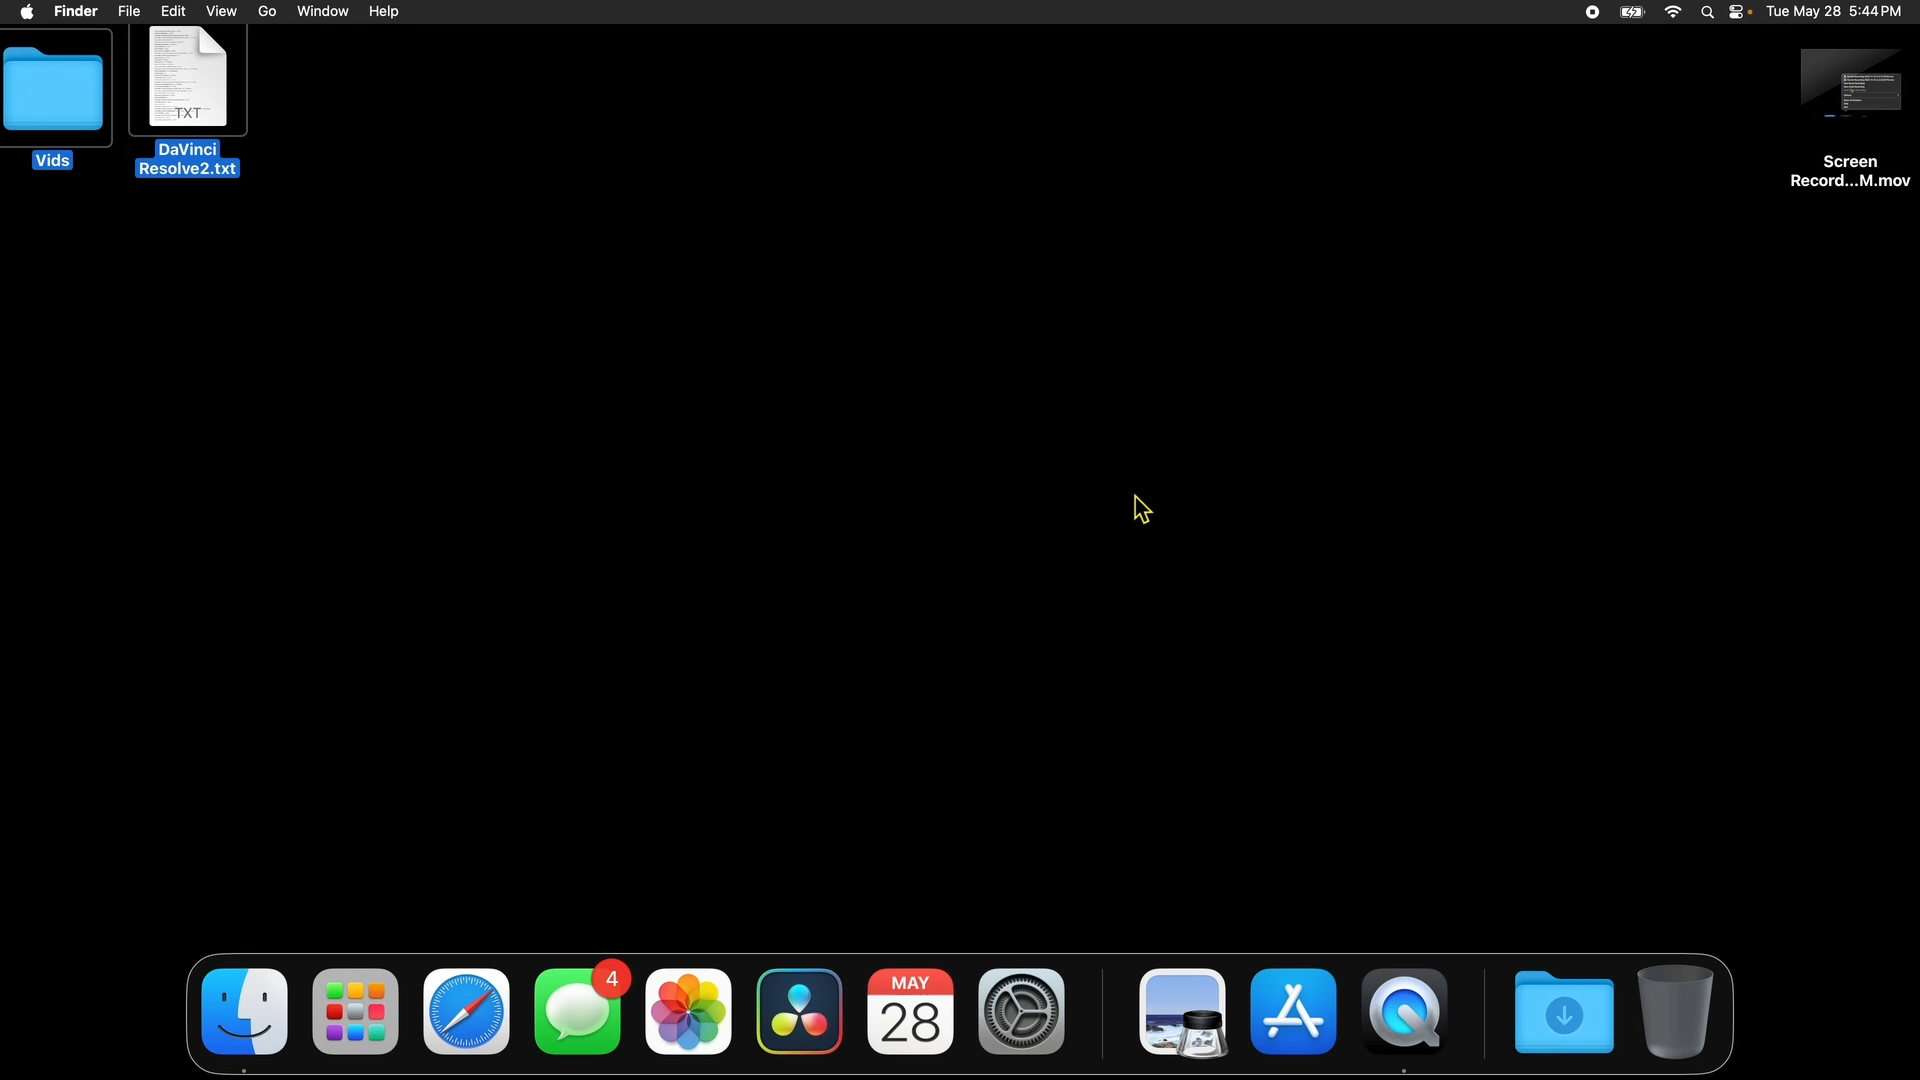 Finder File Edit View Go Window Help
Tue May 28 5:44 PM
TXT
Vids
DaVinci
Resolve2.txt
Screen
Record...M.mov
4
MAY
28